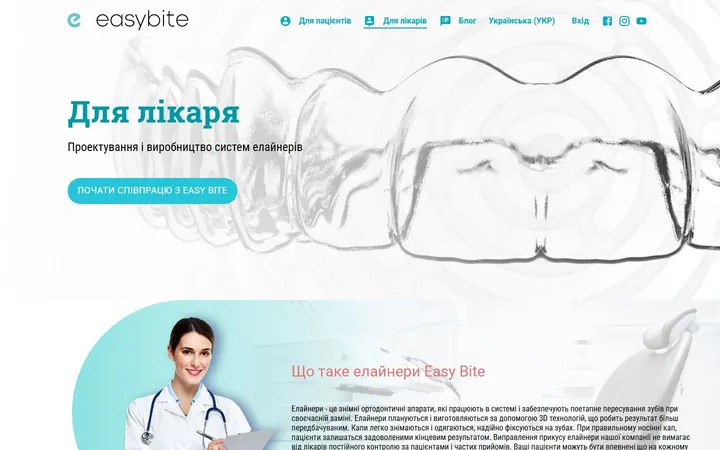 easybite
Для пацієнтів
Для лікарів
Блог
Українська (УКР)
Вхід
Для лікаря
Проектування і виробництво систем елайнерів
ПОЧАТИ СПІВПРАЦЮ З EASY BITE
Що таке елайнери Easy Bite
Елайнери - це знімні ортодонтичні апарати, які працюють в системі і забезпечують поетапне пересування зубів при
своєчасній заміні. Елайнери плануються і виготовляються за допомогою 3D технологій, що робить результат більш
передбачуваним. Капи легко знімаються і одягаються, надійно фіксуються на зубах. При правильному носінні кап,
пацієнти залишаться задоволеними кінцевим результатом. Виправлення прикусу елайнери нашої компанії не вимагає
від лікарів постійного контролю за пацієнтами і частих прийомів. Ваші пацієнти можуть бути впевнені що на кожному